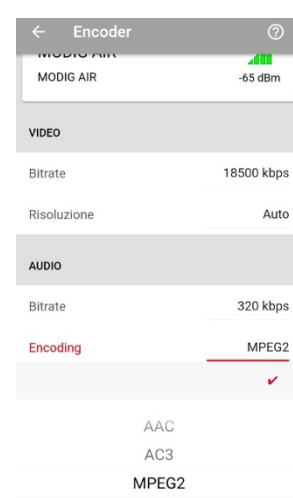 Encoder
MODIG AIR
MODIG AIR -65 dBm
VIDEO
Bitrate 18500 kbps
Risoluzione Auto
AUDIO
Bitrate 320 kbps
Encoding MPEG2
AAC
AC3
MPEG2